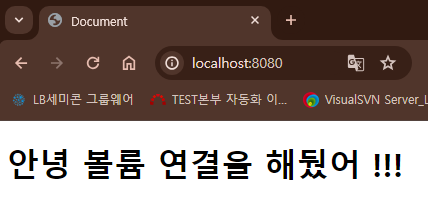 Document
localhost:8080
LB세미콘 그룹웨어
TEST본부 자동화 이...
VisualSVN Server_L
안녕 볼륨 연결을 해뒀어 !!!